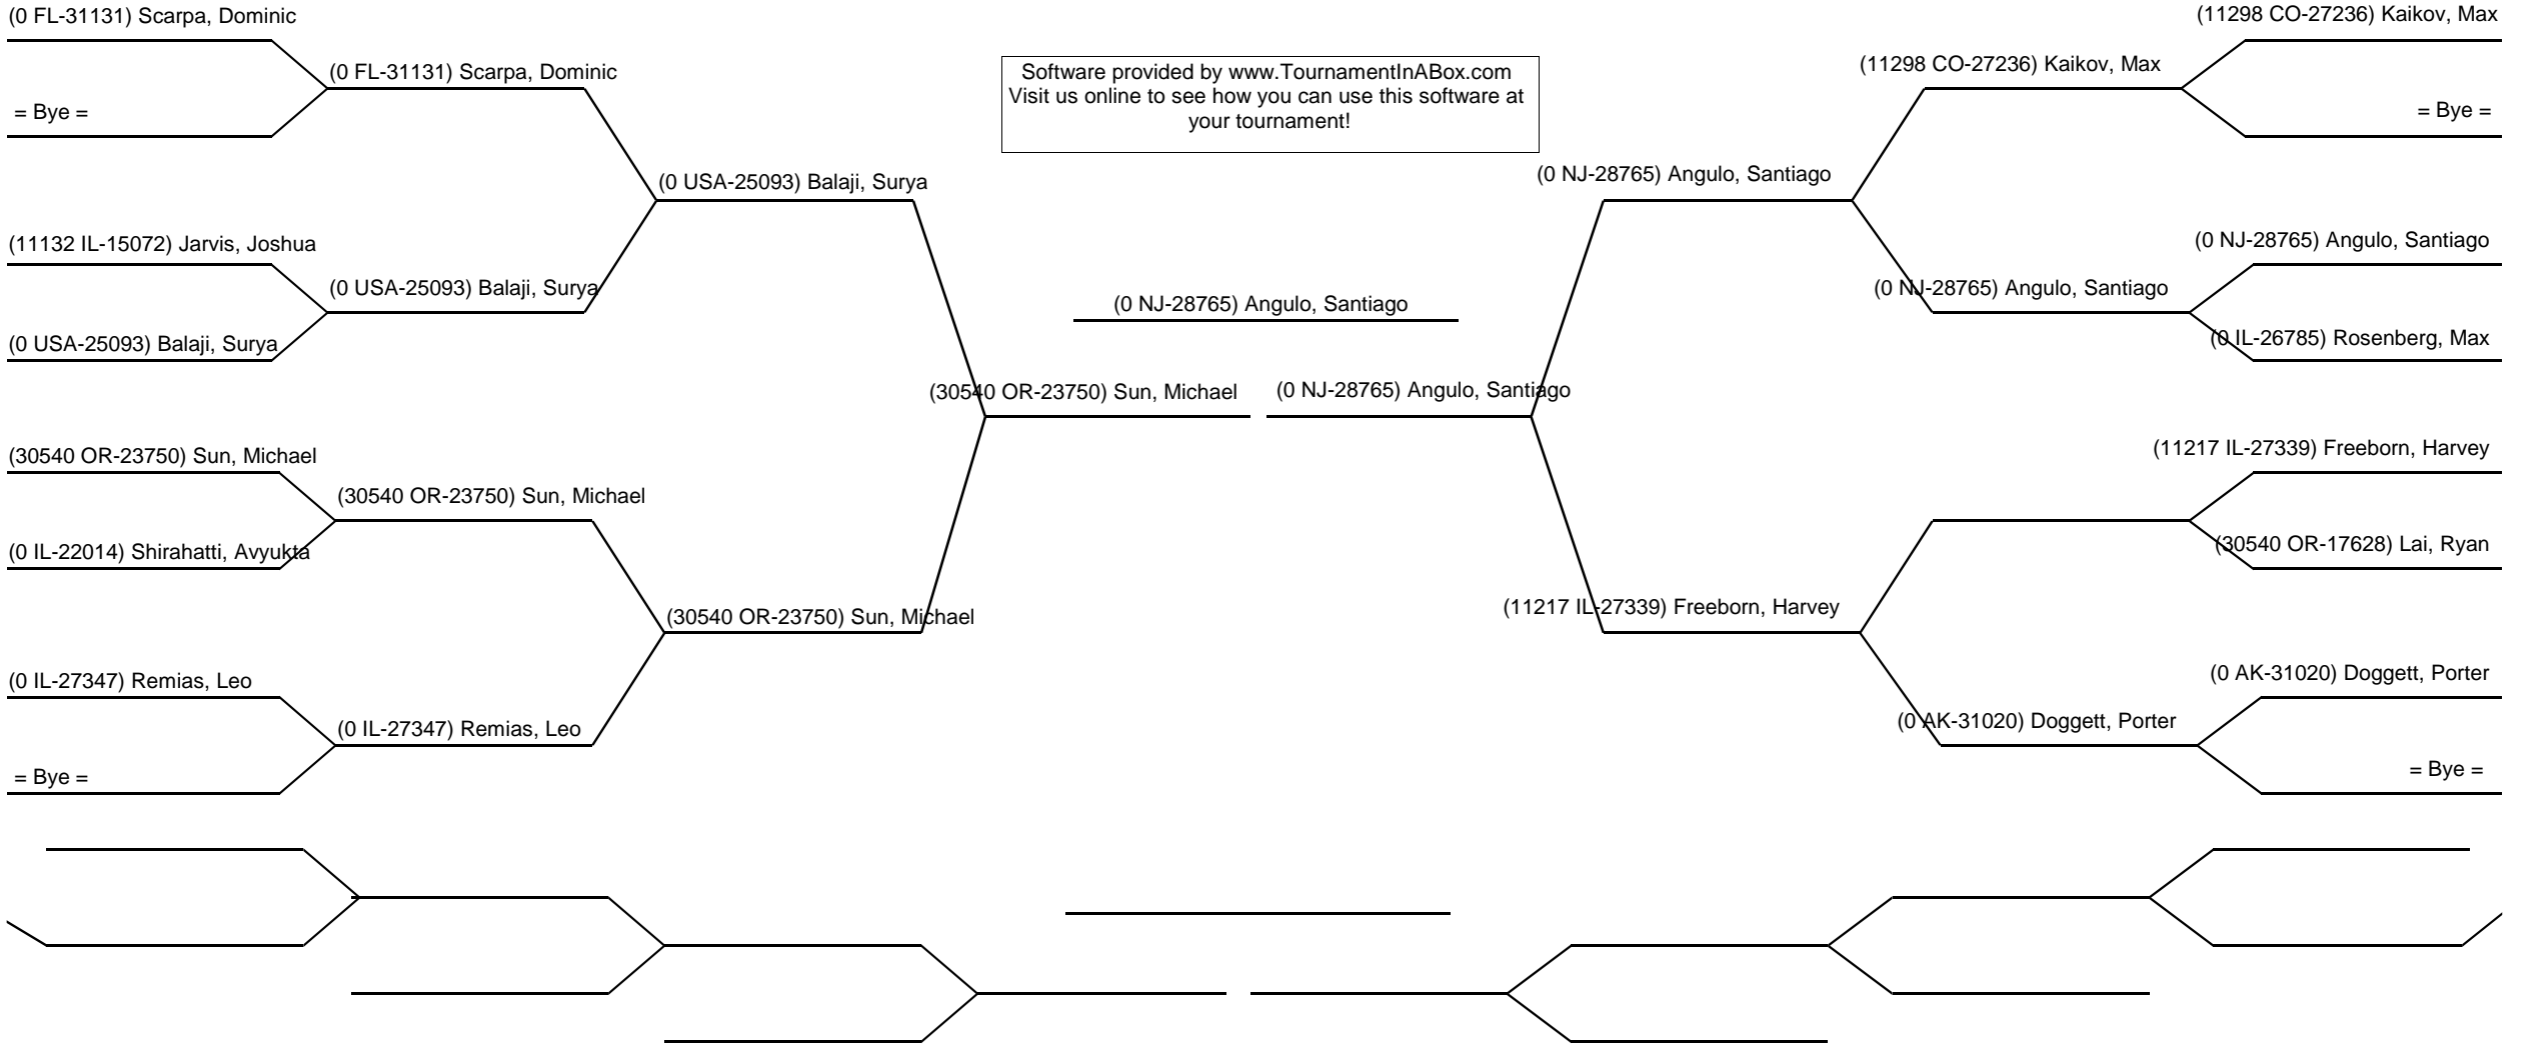 (0 FL-31131) Scarpa, Dominic
(0 FL-31131) Scarpa, Dominic
= Bye =
(0 USA-25093) Balaji, Surya
(11132 IL-15072) Jarvis, Joshua
(0 USA-25093) Balaji, Surya
(0 USA-25093) Balaji, Surya
(30540 OR-23750) Sun, Michael
(30540 OR-23750) Sun, Michael
(30540 OR-23750) Sun, Michael
(0 IL-22014) Shirahatti, Avyukta
(30540 OR-23750) Sun, Michael
(0 IL-27347) Remias, Leo
(0 IL-27347) Remias, Leo
= Bye =
Software provided by www.TournamentInABox.com
Visit us online to see how you can use this software at
your tournament!
(0 NJ-28765) Angulo, Santiago
(0 NJ-28765) Angulo, Santiago
(11298 CO-27236) Kaikov, Max
(11298 CO-27236) Kaikov, Max
= Bye =
(0 NJ-28765) Angulo, Santiago
(0 NJ-28765) Angulo, Santiago
(0 NJ-28765) Angulo, Santiago
(0 IL-26785) Rosenberg, Max
(11217 IL-27339) Freeborn, Harvey
(30540 OR-17628) Lai, Ryan
(11217 IL-27339) Freeborn, Harvey
(0 AK-31020) Doggett, Porter
(0 AK-31020) Doggett, Porter
= Bye =